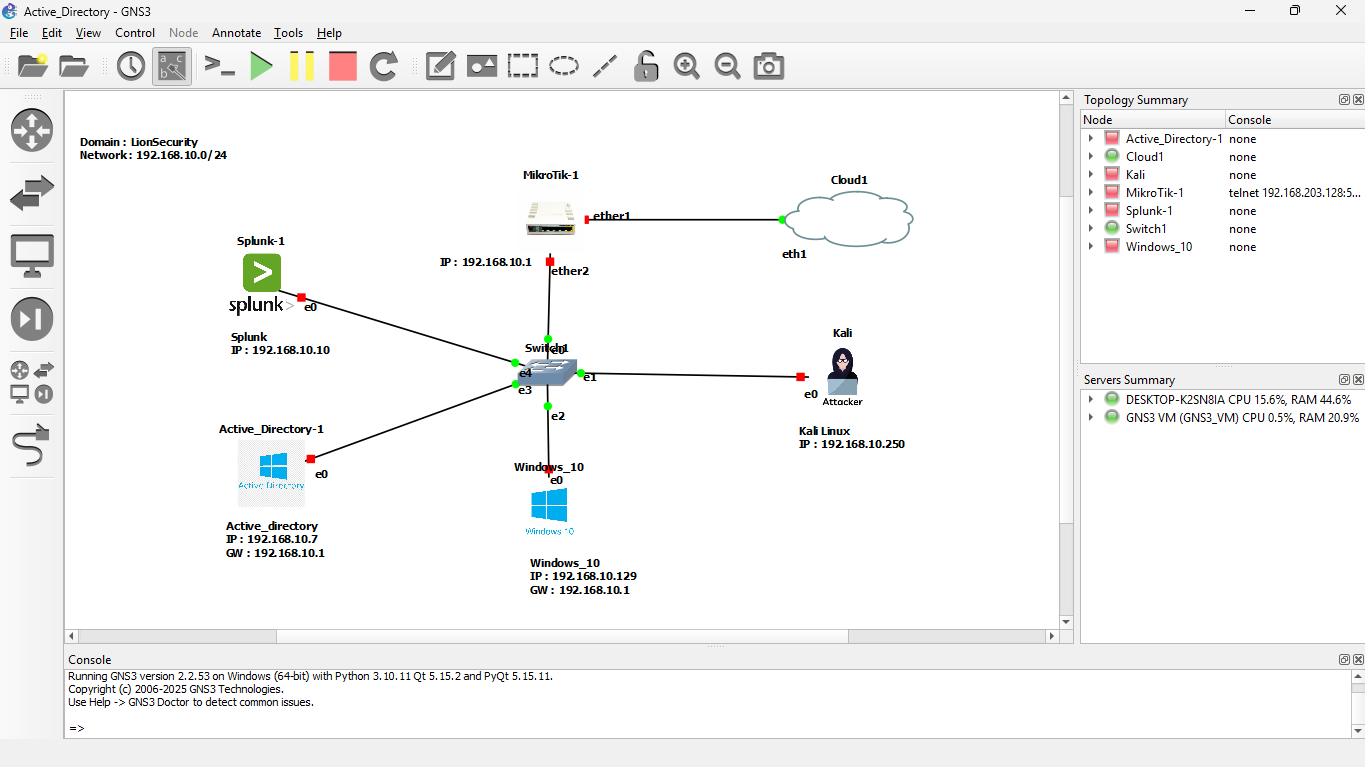 Active_Directory - GNS3
File Edit View Control Node Annotate Tools Help
Domain : LionSecurity
Network : 192.168.10.0/24
MikroTik-1
Cloud1
ether1
eth1
IP : 192.168.10.1
ether2
Splunk-1
splunk>
e0
Splunk
IP : 192.168.10.10
Switch1
e0
e4
e3
e1
e2
Kali
e0
Attacker
Kali Linux
IP : 192.168.10.250
Active_Directory-1
Active Directory
e0
Active_directory
IP : 192.168.10.7
GW : 192.168.10.1
Windows_10
e0
Windows 10
Windows_10
IP : 192.168.10.129
GW : 192.168.10.1
Topology Summary
Node Console
Active_Directory-1 none
Cloud1 none
Kali none
MikroTik-1 telnet 192.168.203.128:5...
Splunk-1 none
Switch1 none
Windows_10 none
Servers Summary
DESKTOP-K2SN8IA CPU 15.6%, RAM 44.6%
GNS3 VM (GNS3_VM) CPU 0.5%, RAM 20.9%
Console
Running GNS3 version 2.2.53 on Windows (64-bit) with Python 3.10.11 Qt 5.15.2 and PyQt 5.15.11.
Copyright (c) 2006-2025 GNS3 Technologies.
Use Help -> GNS3 Doctor to detect common issues.
=>